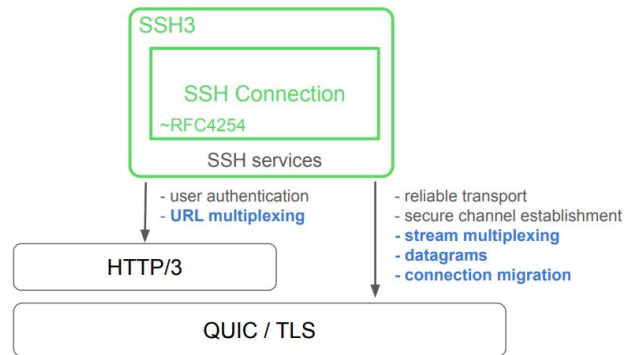 SSH3
SSH Connection
~RFC4254
SSH services
- user authentication
- URL multiplexing
- reliable transport
- secure channel establishment
- stream multiplexing
- datagrams
- connection migration
HTTP/3
QUIC / TLS